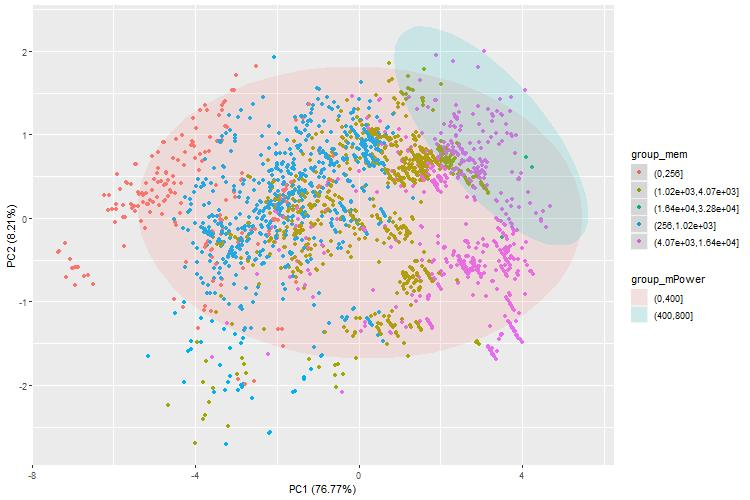 2
1
0
-1
-2
PC2 (6.21%)
-8
-4
0
4
PC1 (76.77%)
group_mem
(0,256]
(1.02e+03,4.07e+03]
(1.64e+04,3.28e+04]
(256,1.02e+03]
(4.07e+03,1.64e+04]
group_mPower
(0,400]
(400,800]